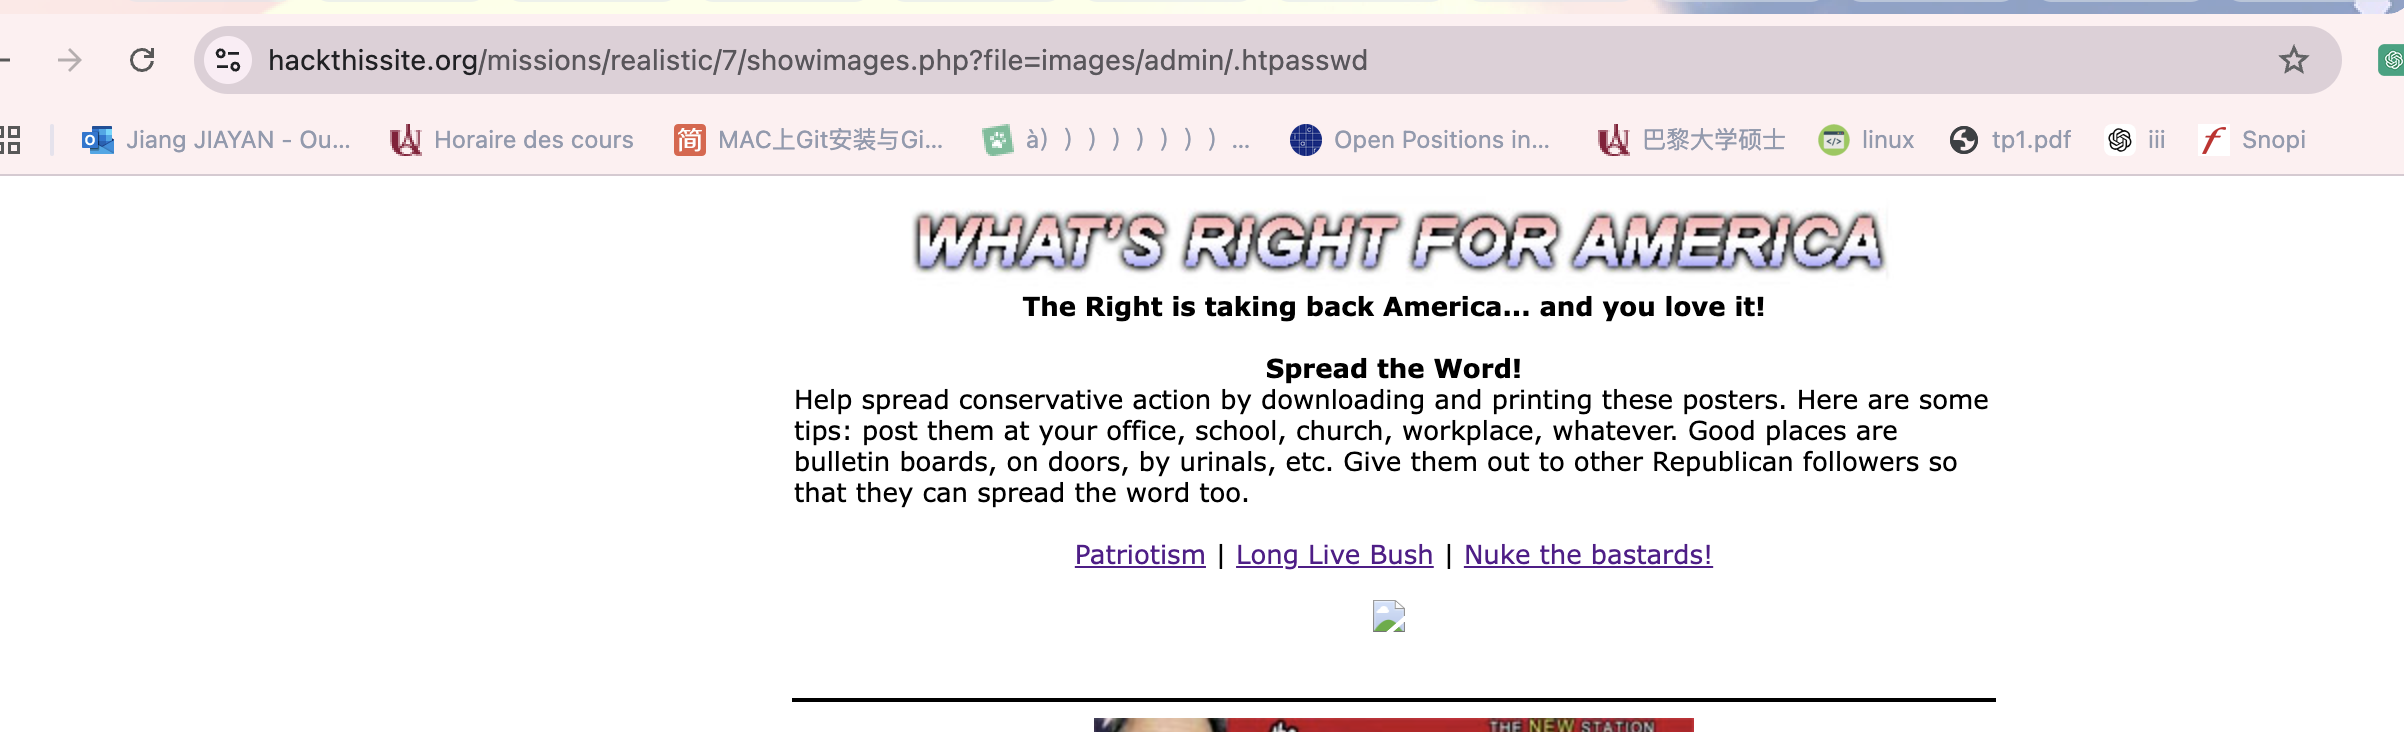 hackthissite.org/missions/realistic/7/showimages.php?file=images/admin/.htpasswd
Jiang JIAYAN - Ou... Horaire des cours MAC上Git安装与Gi... à) ) ) ) ) ) ) ) ... Open Positions in... 巴黎大学硕士 linux tp1.pdf iii Snopi
WHAT'S RIGHT FOR AMERICA
The Right is taking back America... and you love it!
Spread the Word!
Help spread conservative action by downloading and printing these posters. Here are some
tips: post them at your office, school, church, workplace, whatever. Good places are
bulletin boards, on doors, by urinals, etc. Give them out to other Republican followers so
that they can spread the word too.
Patriotism | Long Live Bush | Nuke the bastards!
the THE NEW STATION